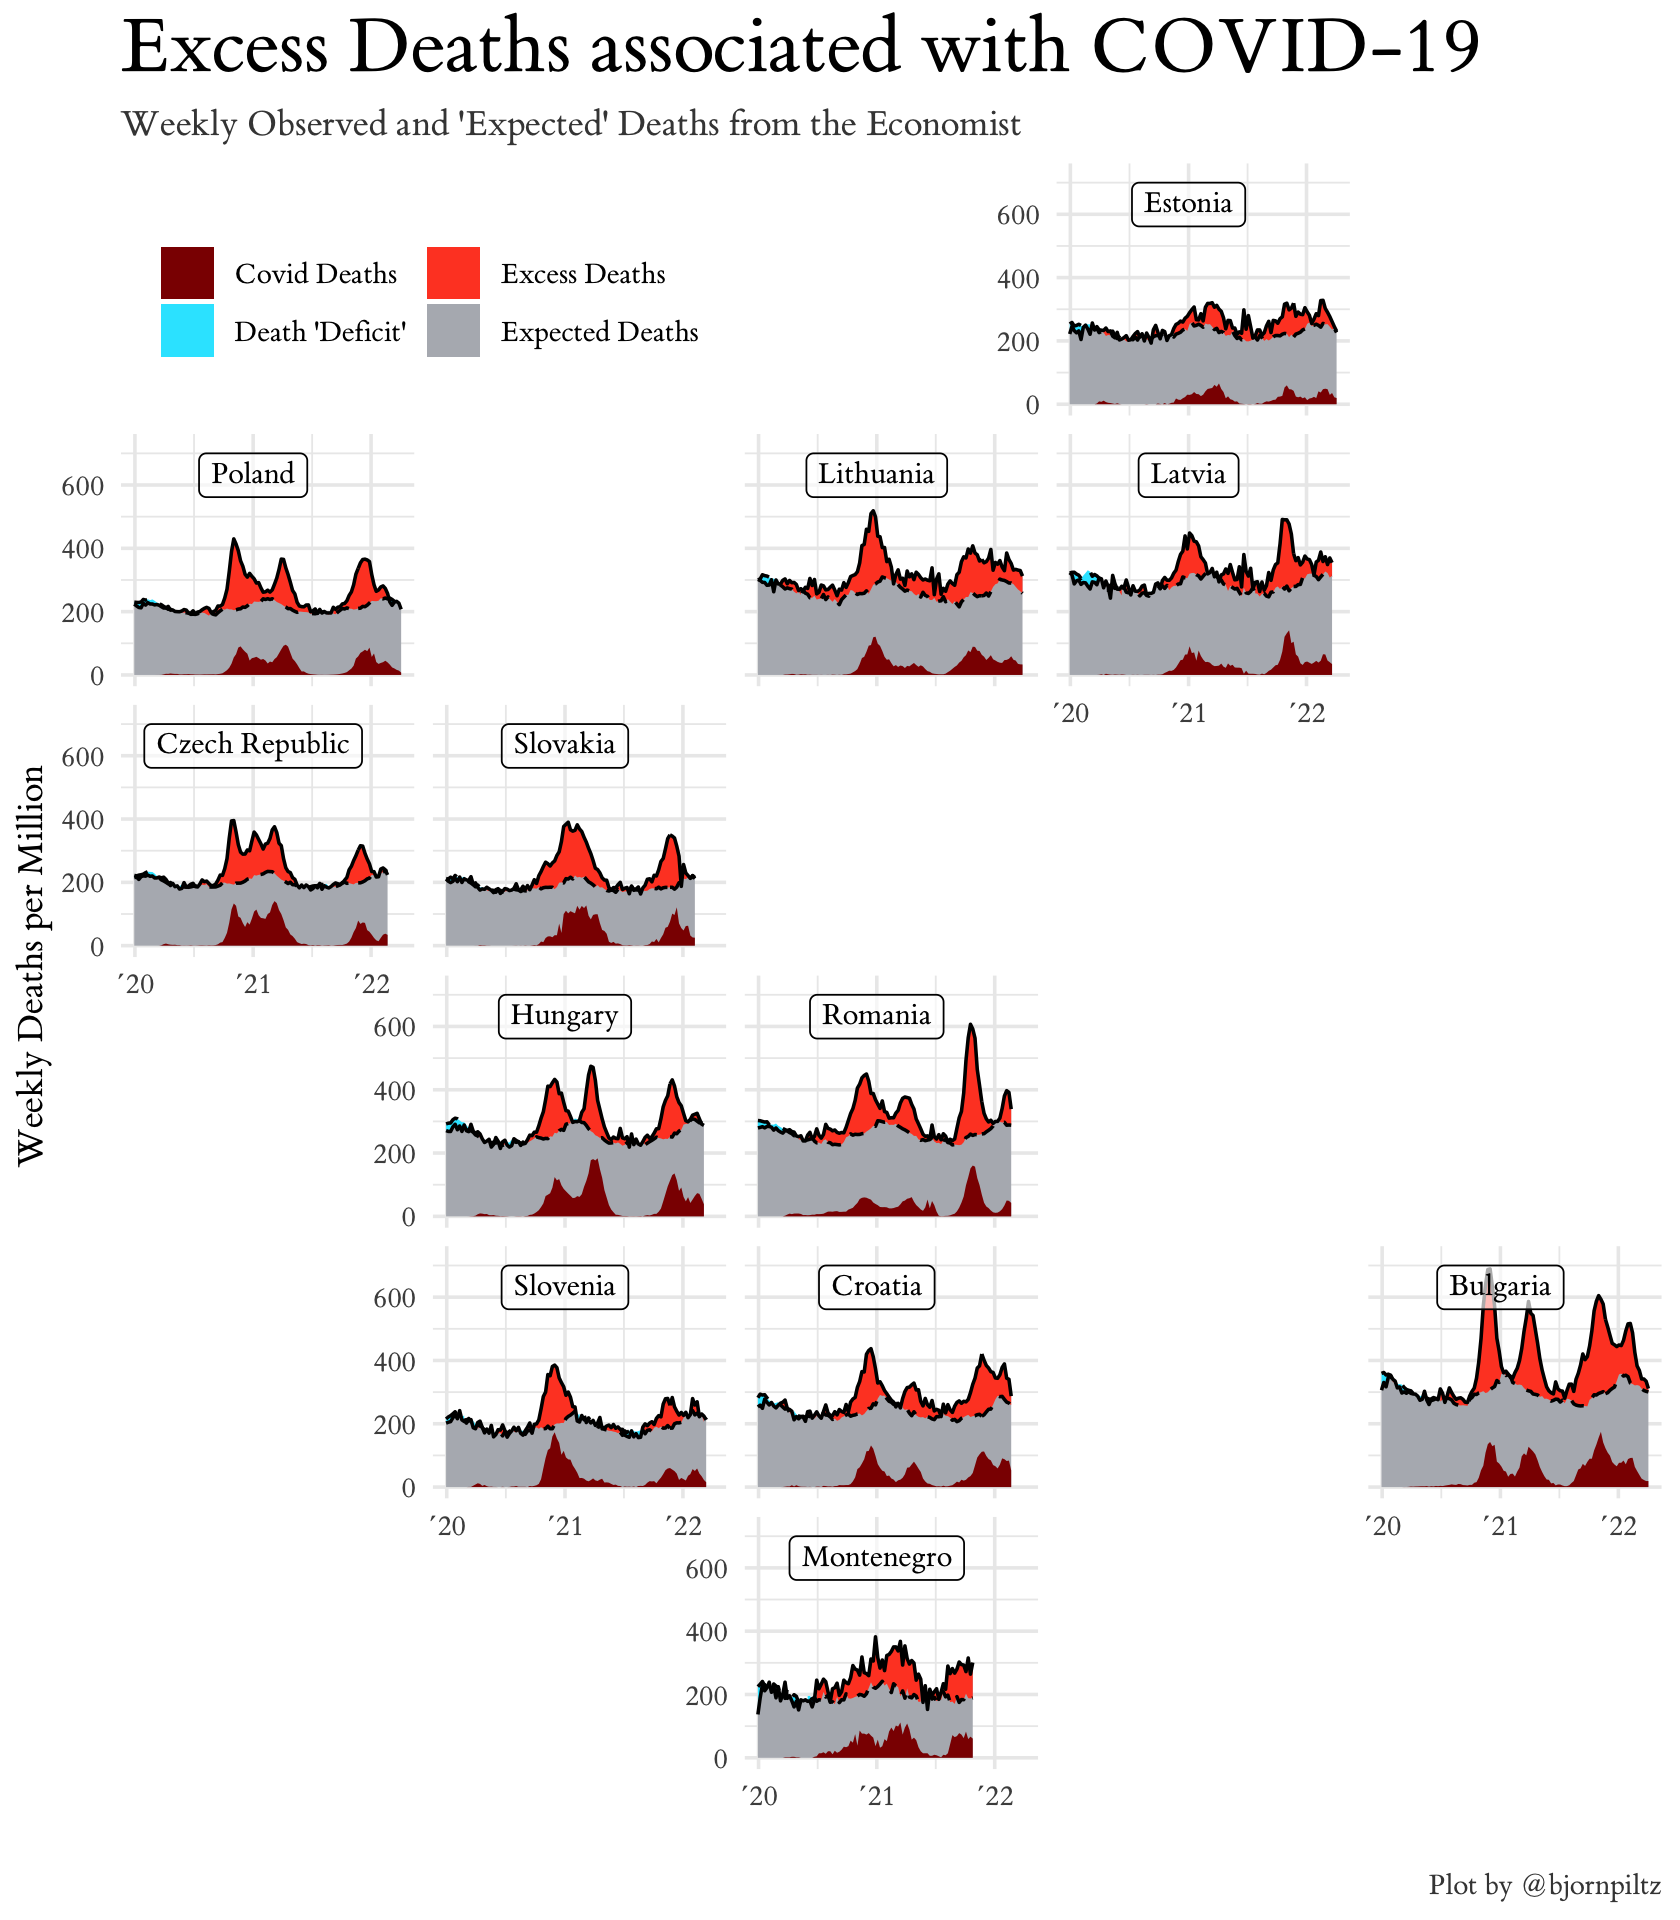 Excess Deaths associated with COVID-19
Weekly Observed and 'Expected' Deaths from the Economist
Covid Deaths
Excess Deaths
Death 'Deficit'
Expected Deaths
Weekly Deaths per Million
Estonia
600
400
200
0
Poland
600
400
200
0
Lithuania
Latvia
´20 ´21 ´22
Czech Republic
600
400
200
0
´20 ´21 ´22
Slovakia
Hungary
600
400
200
0
Romania
Slovenia
600
400
200
0
´20 ´21 ´22
Croatia
Bulgaria
´20 ´21 ´22
Montenegro
600
400
200
0
´20 ´21 ´22
Plot by @bjornpiltz